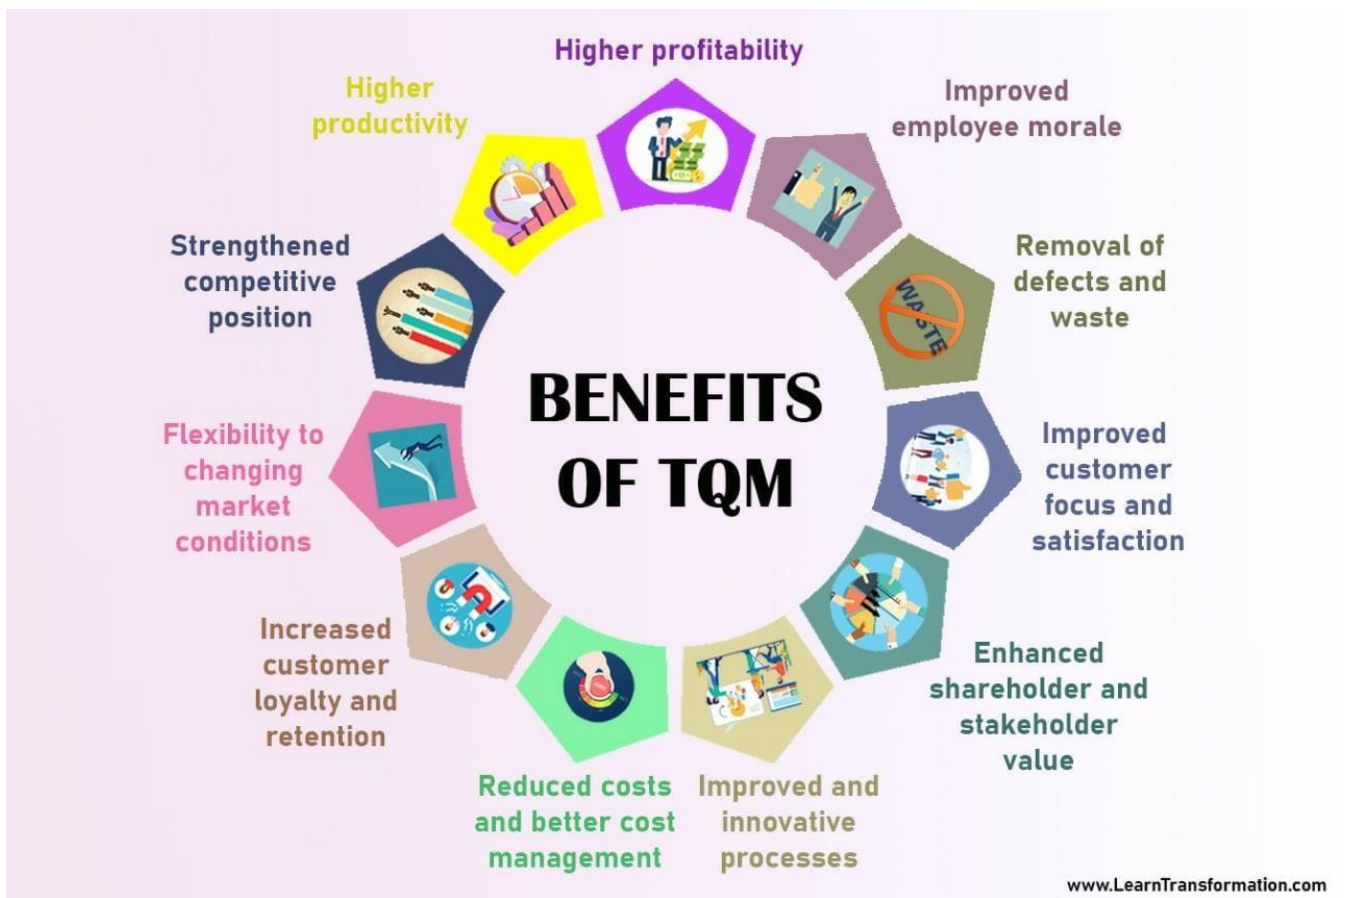 Higher profitability
Improved
employee morale
Removal of
defects and
waste
WASTE
Improved
customer
focus and
satisfaction
Enhanced
shareholder and
stakeholder
value
Improved and
innovative
processes
Reduced costs
and better cost
management
Increased
customer
loyalty and
retention
Flexibility to
changing
market
conditions
Strengthened
competitive
position
Higher
productivity
BENEFITS
OF TQM
www.LearnTransformation.com